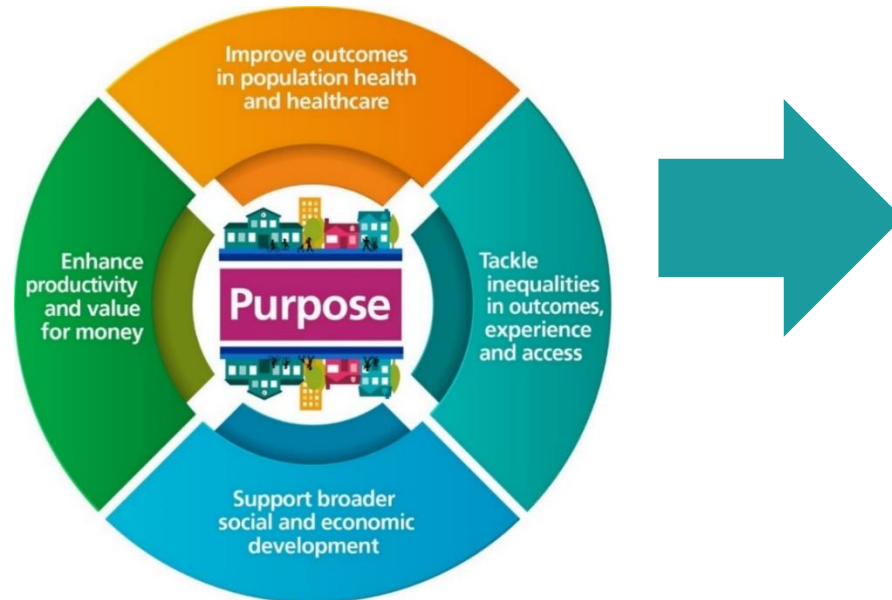 Improve outcomes
in population health
and healthcare
Enhance
productivity
and value
for money
Purpose
Tackle
inequalities
in outcomes,
experience
and access
Support broader
social and economic
development